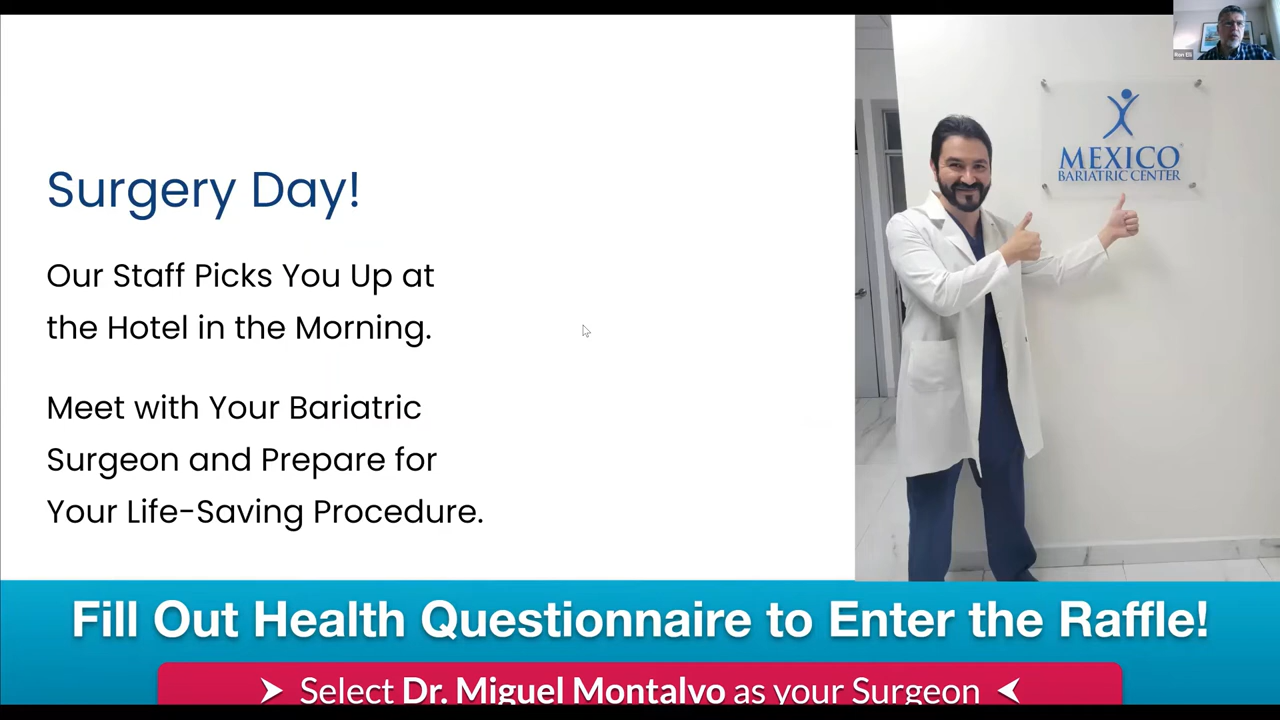 Ron Eli
MEXICO
BARIATRIC CENTER
Surgery Day!
Our Staff Picks You Up at
the Hotel in the Morning.
Meet with Your Bariatric
Surgeon and Prepare for
Your Life-Saving Procedure.
Fill Out Health Questionnaire to Enter the Raffle!
Select Dr. Miguel Montalvo as your Surgeon